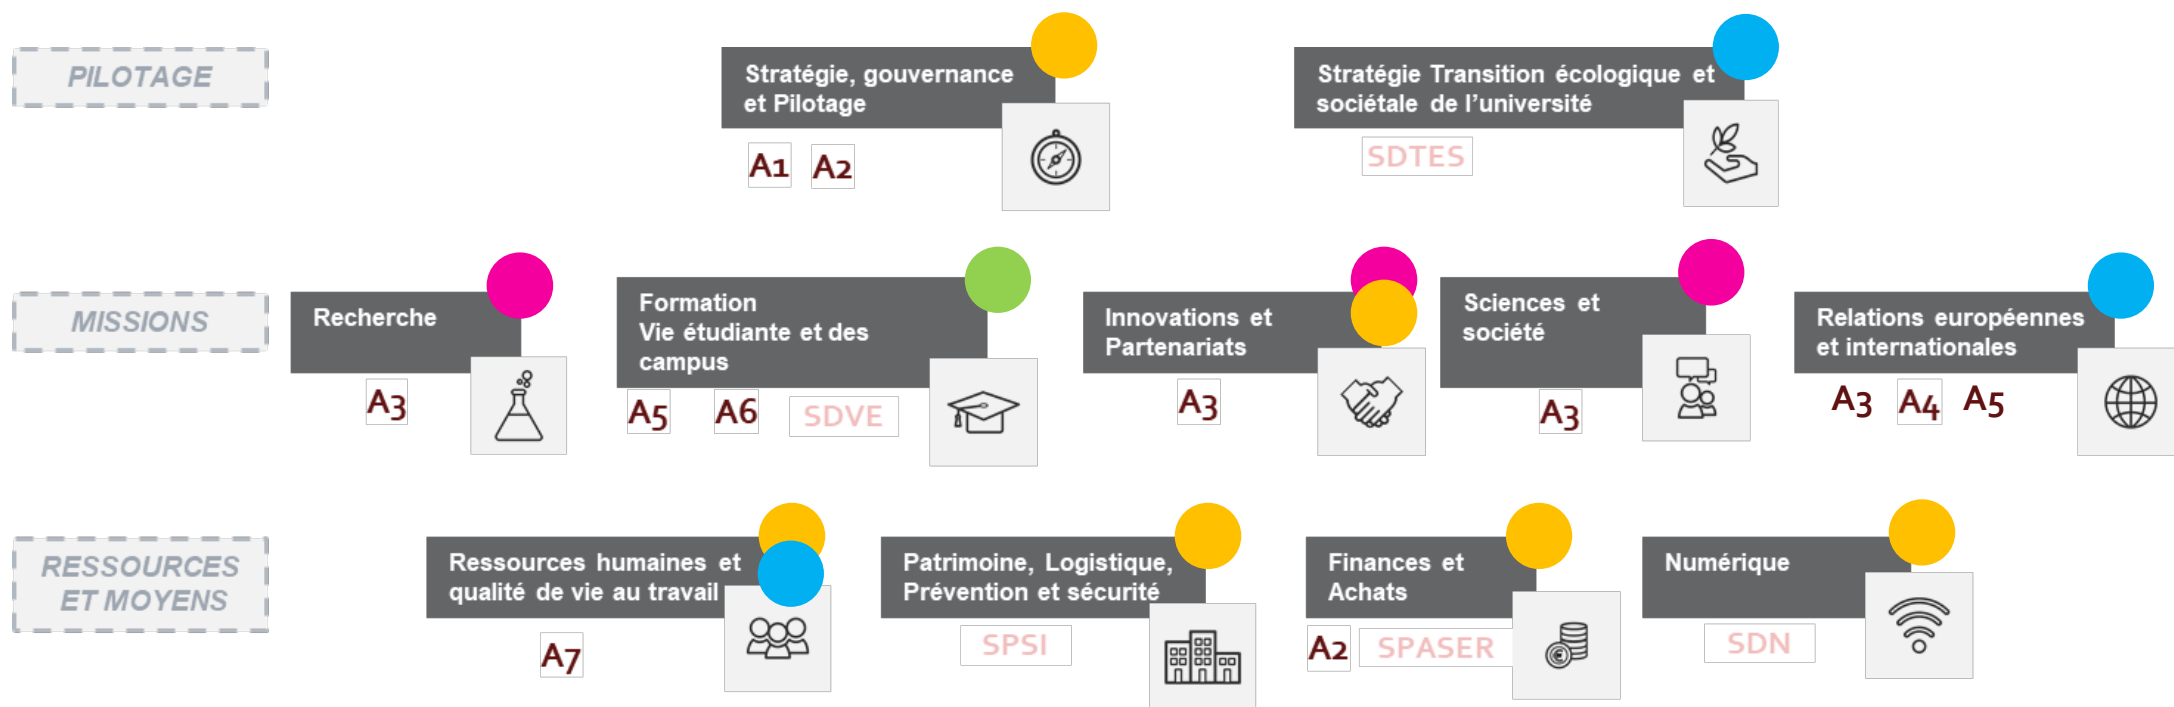 PILOTAGE
Stratégie, gouvernance
et Pilotage
A1 A2
Stratégie Transition écologique et
sociétale de l'université
SDTES
MISSIONS
Recherche
A3
Formation
Vie étudiante et des
campus
A5 A6 SDVE
Innovations et
Partenariats
A3
Sciences et
société
A3
Relations européennes
et internationales
A3 A4 A5
RESSOURCES
ET MOYENS
Ressources humaines et
qualité de vie au travail
A7
Patrimoine, Logistique,
Prévention et sécurité
SPSI
Finances et
Achats
A2 SPASER
Numérique
SDN